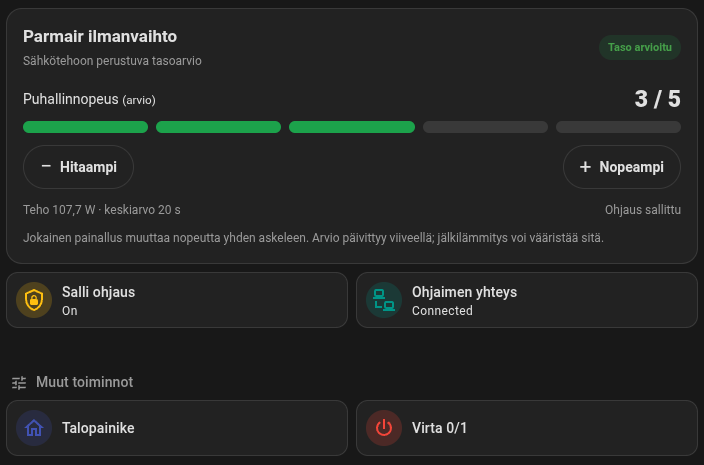 Parmair ilmanvaihto
Sähkötehoon perustuva tasoarvio
Taso arvioitu
Puhallinnopeus (arvio)
3 / 5
− Hitaampi
+ Nopeampi
Teho 107,7 W · keskiarvo 20 s
Ohjaus sallittu
Jokainen painallus muuttaa nopeutta yhden askeleen. Arvio päivittyy viiveellä; jälkilämmitys voi vääristää sitä.
Salli ohjaus
On
Ohjaimen yhteys
Connected
Muut toiminnot
Talopainike
Virta 0/1